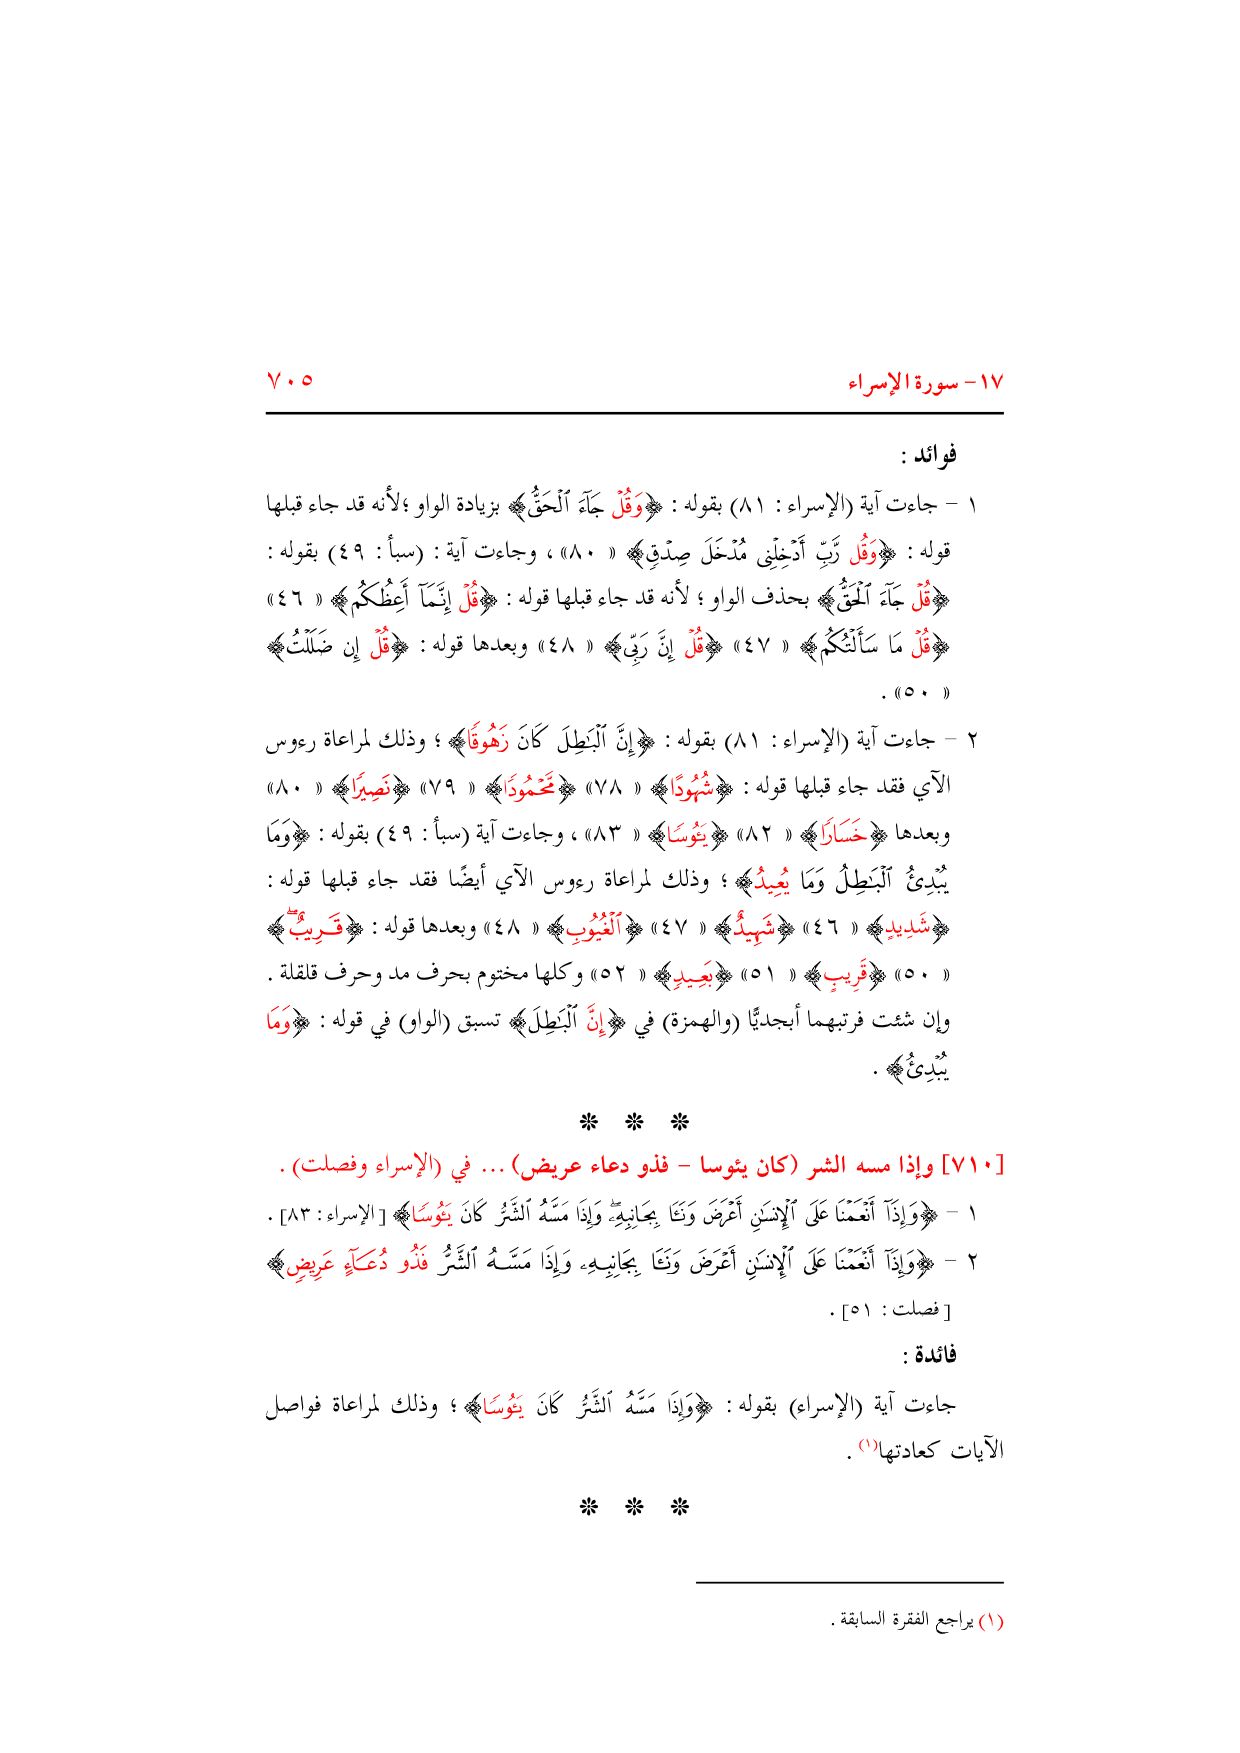 ١٧- سورة الإسراء ٧٠٥
فوائد :
١ - جاءت آية (الإسراء : ٨١) بقوله : ﴿وَقُلْ جَآءَ ٱلْحَقُّ﴾ بزيادة الواو ؛لأنه قد جاء قبلها
قوله : ﴿وَقُل رَّبِّ أَدْخِلْنِى مُدْخَلَ صِدْقٍ﴾ « ٨٠» ، وجاءت آية : (سبأ : ٤٩) بقوله :
﴿قُلْ جَآءَ ٱلْحَقُّ﴾ بحذف الواو ؛ لأنه قد جاء قبلها قوله : ﴿قُلْ إِنَّمَآ أَعِظُكُم﴾ « ٤٦»
﴿قُلْ مَا سَأَلْتُكُم﴾ « ٤٧» ﴿قُلْ إِنَّ رَبِّى﴾ « ٤٨» وبعدها قوله : ﴿قُلْ إِن ضَلَلْتُ﴾
« ٥٠» .
٢ - جاءت آية (الإسراء : ٨١) بقوله : ﴿إِنَّ ٱلْبَٰطِلَ كَانَ زَهُوقًا﴾ ؛ وذلك لمراعاة رءوس
الآي فقد جاء قبلها قوله : ﴿شُهُودًا﴾ « ٧٨» ﴿مَّحْمُودًا﴾ « ٧٩» ﴿نَصِيرًا﴾ « ٨٠»
وبعدها ﴿خَسَارًا﴾ « ٨٢» ﴿يَـُٔوسًا﴾ « ٨٣» ، وجاءت آية (سبأ : ٤٩) بقوله : ﴿وَمَا
يُبْدِئُ ٱلْبَٰطِلُ وَمَا يُعِيدُ﴾ ؛ وذلك لمراعاة رءوس الآي أيضًا فقد جاء قبلها قوله :
﴿شَدِيدٍ﴾ « ٤٦» ﴿شَهِيدٌ﴾ « ٤٧» ﴿ٱلْغُيُوبِ﴾ « ٤٨» وبعدها قوله : ﴿قَرِيبٌۖ﴾
« ٥٠» ﴿قَرِيبٍ﴾ « ٥١» ﴿بَعِيدٍ﴾ « ٥٢» وكلها مختوم بحرف مد وحرف قلقلة .
وإن شئت فرتبهما أبجديًّا (والهمزة) في ﴿إِنَّ ٱلْبَٰطِلَ﴾ تسبق (الواو) في قوله : ﴿وَمَا
يُبْدِئُ﴾ .
❊ ❊ ❊
[٧١٠] وإذا مسه الشر (كان يئوسا - فذو دعاء عريض) ... في (الإسراء وفصلت) .
١ - ﴿وَإِذَآ أَنْعَمْنَا عَلَى ٱلْإِنسَٰنِ أَعْرَضَ وَنَـَٔا بِجَانِبِهِۦۖ وَإِذَا مَسَّهُ ٱلشَّرُّ كَانَ يَـُٔوسًا﴾ [الإسراء : ٨٣] .
٢ - ﴿وَإِذَآ أَنْعَمْنَا عَلَى ٱلْإِنسَٰنِ أَعْرَضَ وَنَـَٔا بِجَانِبِهِۦ وَإِذَا مَسَّهُ ٱلشَّرُّ فَذُو دُعَآءٍ عَرِيضٍ﴾
[ فصلت : ٥١] .
فائدة :
جاءت آية (الإسراء) بقوله : ﴿وَإِذَا مَسَّهُ ٱلشَّرُّ كَانَ يَـُٔوسًا﴾ ؛ وذلك لمراعاة فواصل
الآيات كعادتها(١) .
❊ ❊ ❊
(١) يراجع الفقرة السابقة .